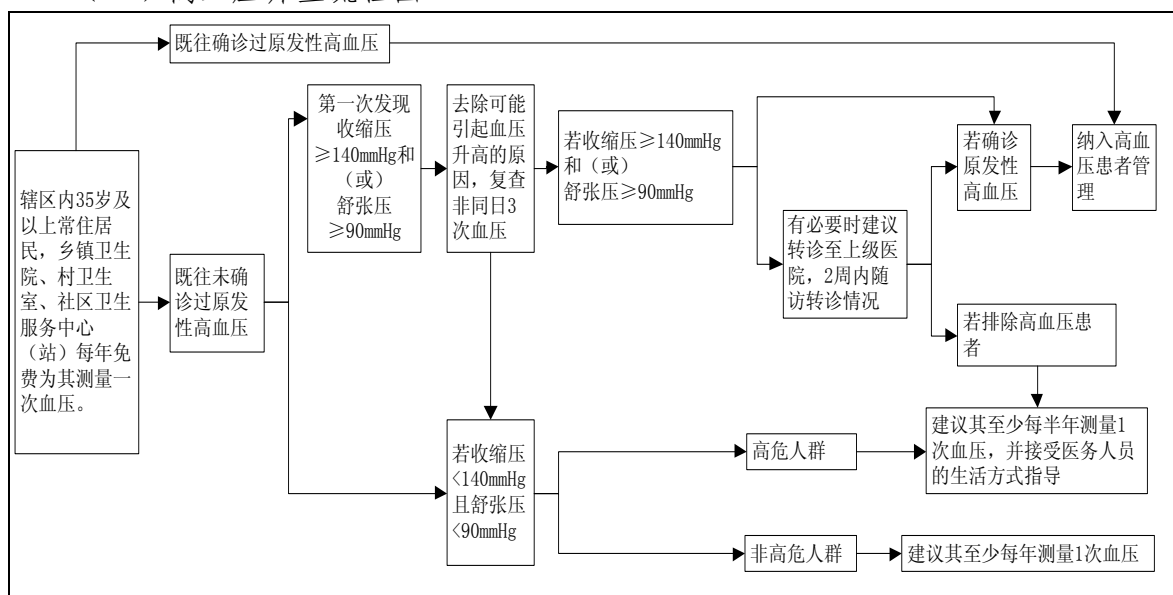 既往确诊过原发性高血压
第一次发现
收缩压
≥140mmHg和
（或）
舒张压
≥90mmHg
去除可能
引起血压
升高的原
因，复查
非同日3
次血压
若收缩压≥140mmHg
和（或）
舒张压≥90mmHg
若确诊
原发性
高血压
纳入高血
压患者管
理
辖区内35岁及
以上常住居
民，乡镇卫生
院、村卫生
室、社区卫生
服务中心
（站）每年免
费为其测量一
次血压。
既往未确
诊过原发
性高血压
有必要时建议
转诊至上级医
院，2周内随
访转诊情况
若排除高血压患
者
若收缩压
<140mmHg
且舒张压
<90mmHg
高危人群
建议其至少每半年测量1
次血压，并接受医务人员
的生活方式指导
非高危人群
建议其至少每年测量1次血压